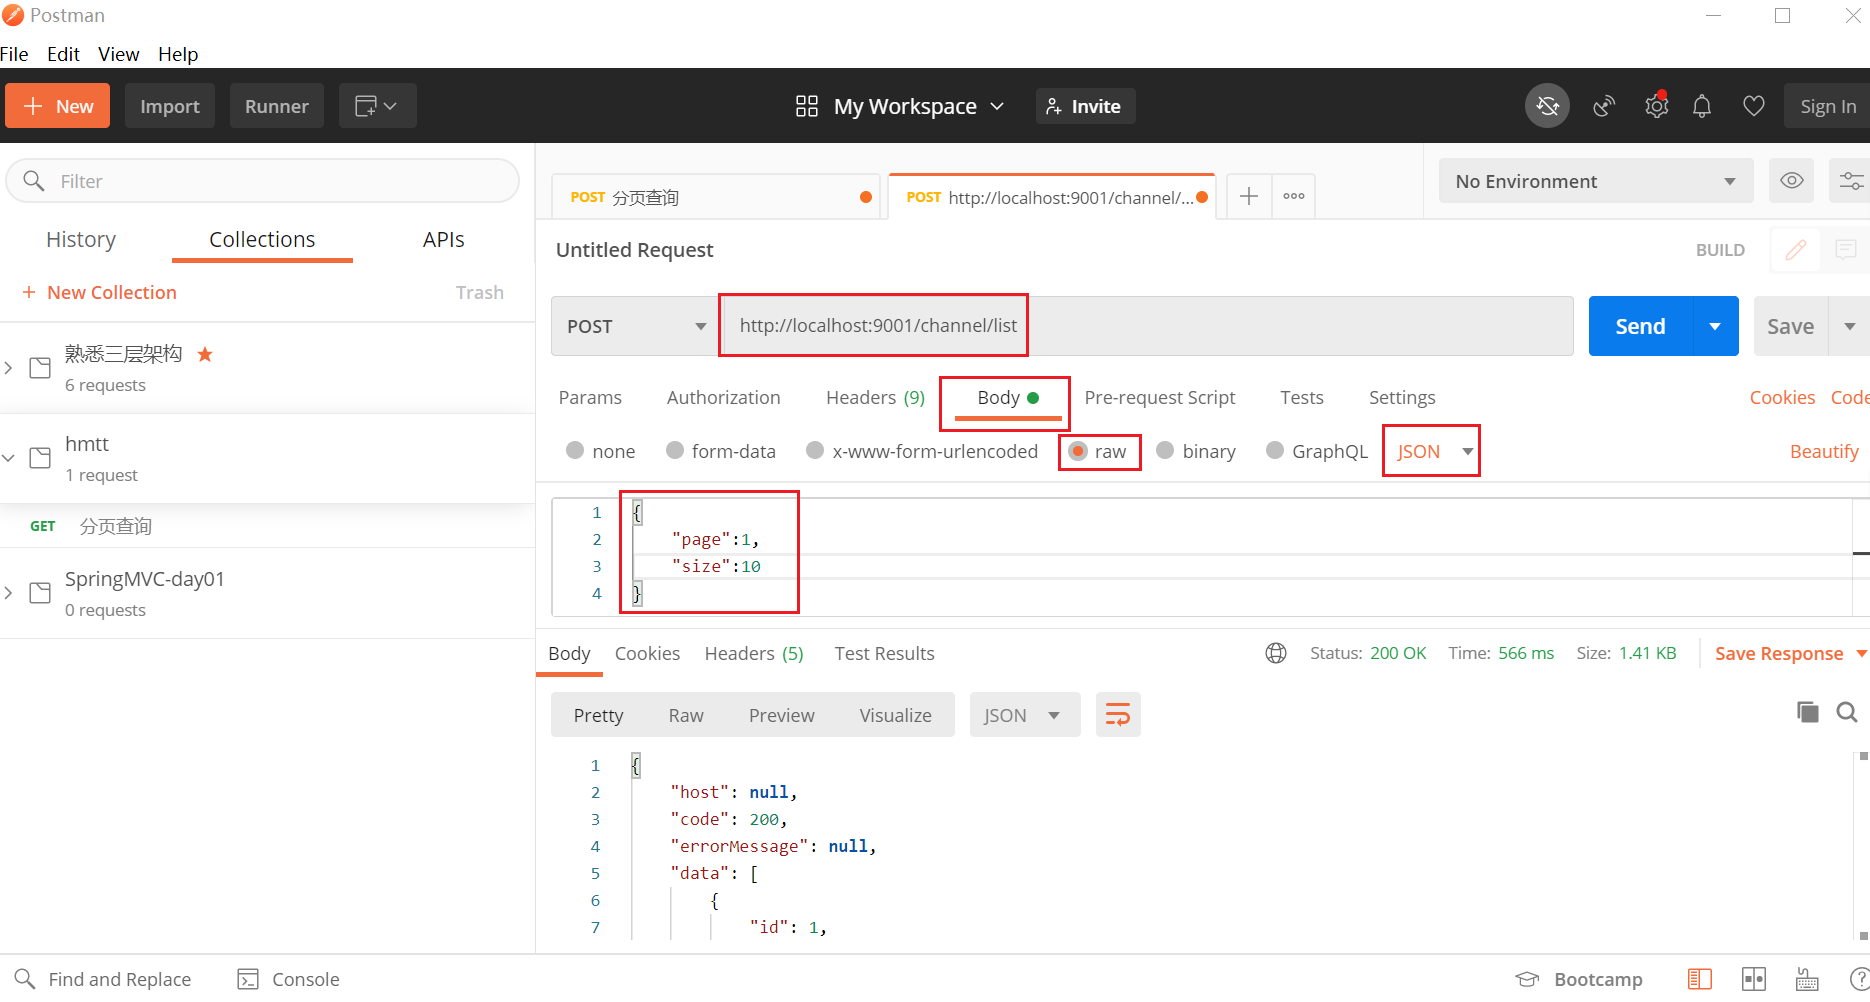 Postman
File Edit View Help
New Import Runner My Workspace Invite Sign In
Filter
History Collections APIs
+ New Collection Trash
熟悉三层架构
6 requests
hmtt
1 request
GET 分页查询
SpringMVC-day01
0 requests
POST 分页查询 POST http://localhost:9001/channel/... No Environment
Untitled Request BUILD
POST http://localhost:9001/channel/list Send Save
Params Authorization Headers (9) Body Pre-request Script Tests Settings Cookies Code
none form-data x-www-form-urlencoded raw binary GraphQL JSON Beautify
1 {
2 "page":1,
3 "size":10
4 }
Body Cookies Headers (5) Test Results Status: 200 OK Time: 566 ms Size: 1.41 KB Save Response
Pretty Raw Preview Visualize JSON
1 {
2 "host": null,
3 "code": 200,
4 "errorMessage": null,
5 "data": [
6 {
7 "id": 1,
Find and Replace Console Bootcamp